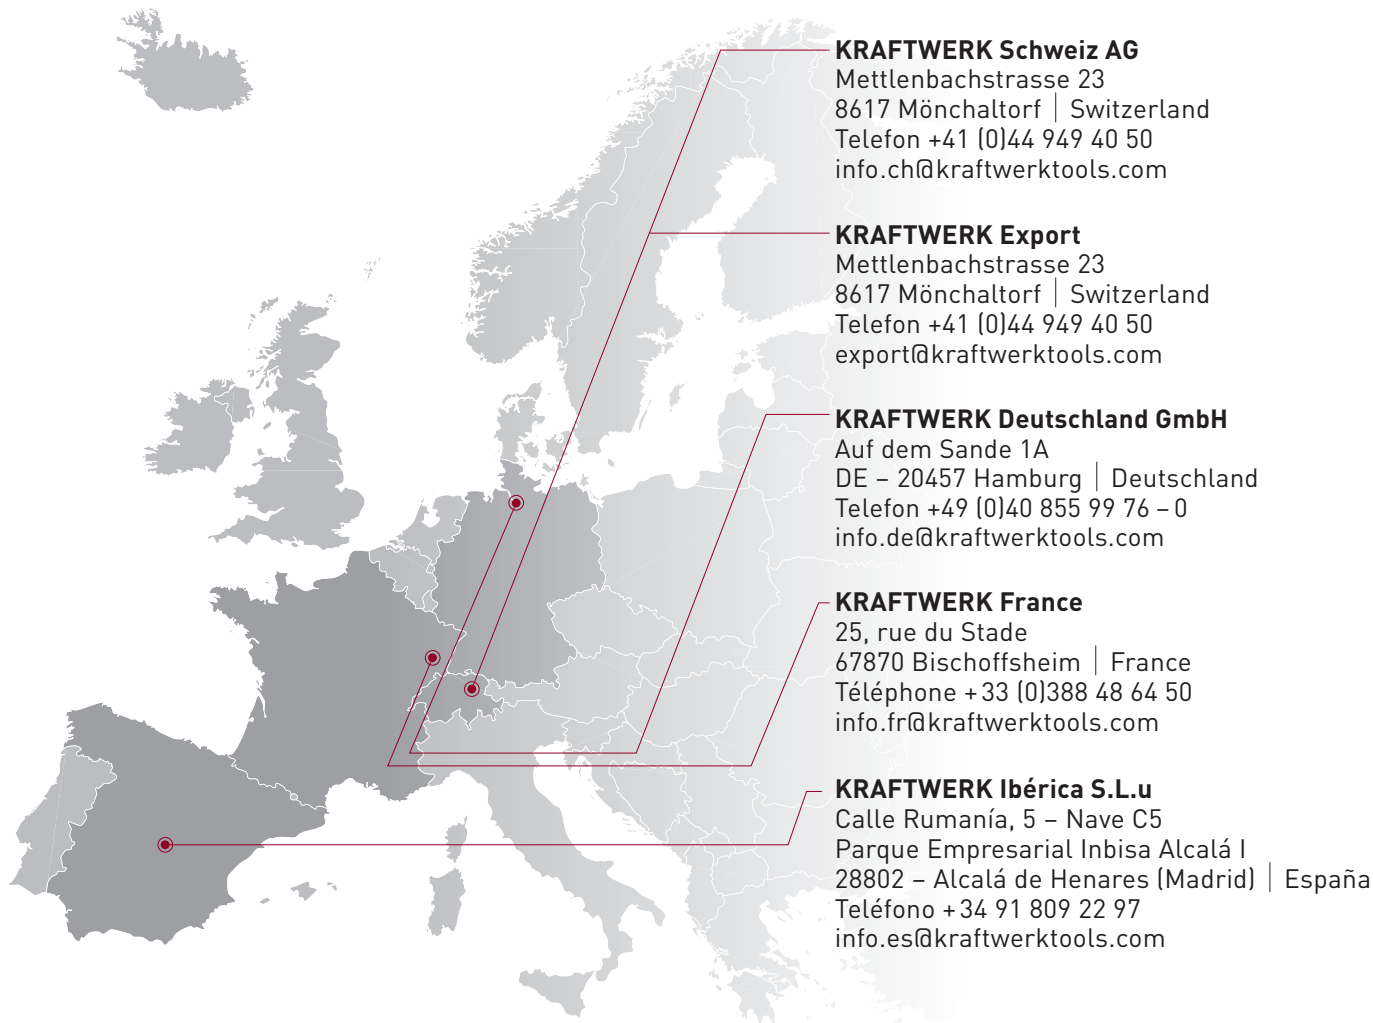 KRAFTWERK Schweiz AG
Mettlenbachstrasse 23
8617 Mönchaltorf | Switzerland
Telefon +41 (0)44 949 40 50
info.ch@kraftwerktools.com
KRAFTWERK Export
Mettlenbachstrasse 23
8617 Mönchaltorf | Switzerland
Telefon +41 (0)44 949 40 50
export@kraftwerktools.com
KRAFTWERK Deutschland GmbH
Auf dem Sande 1A
DE – 20457 Hamburg | Deutschland
Telefon +49 (0)40 855 99 76 – 0
info.de@kraftwerktools.com
KRAFTWERK France
25, rue du Stade
67870 Bischoffsheim | France
Téléphone +33 (0)388 48 64 50
info.fr@kraftwerktools.com
KRAFTWERK Ibérica S.L.u
Calle Rumanía, 5 – Nave C5
Parque Empresarial Inbisa Alcalá I
28802 – Alcalá de Henares (Madrid) | España
Teléfono +34 91 809 22 97
info.es@kraftwerktools.com